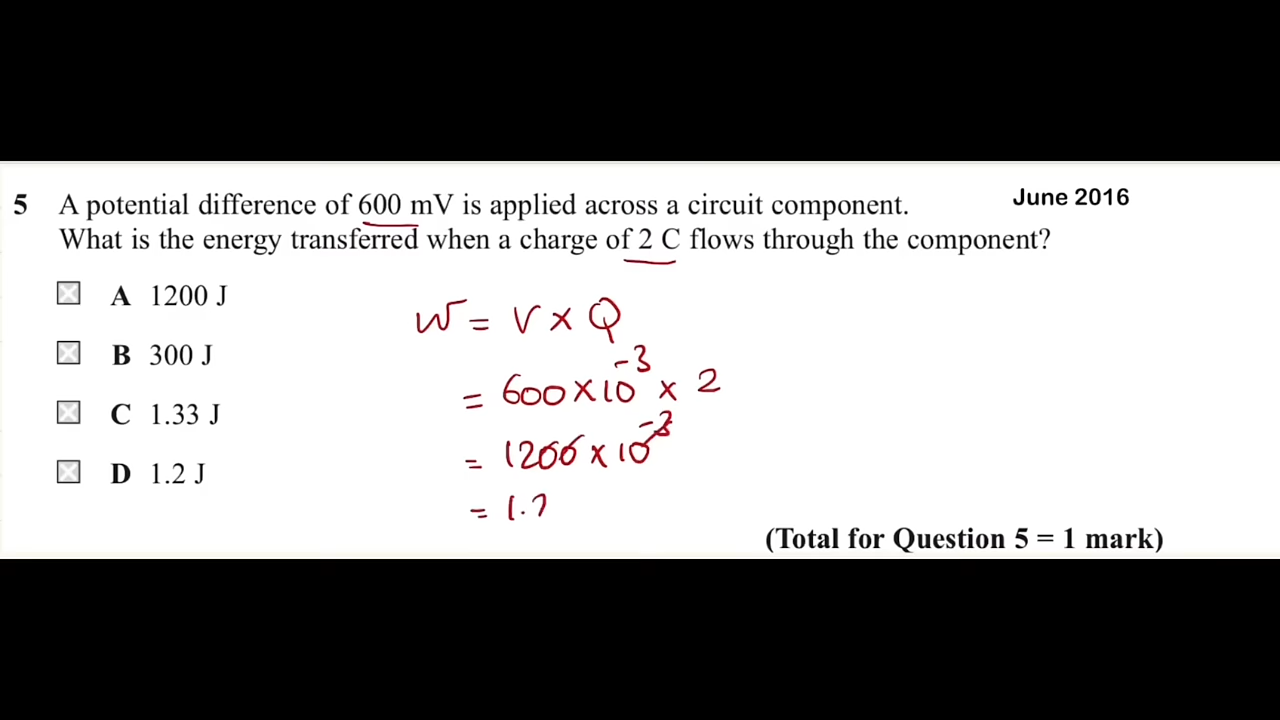 5 A potential difference of 600 mV is applied across a circuit component. June 2016
What is the energy transferred when a charge of 2 C flows through the component?
A 1200 J
B 300 J
C 1.33 J
D 1.2 J
W = V × Q
= 600 × 10⁻³ × 2
= 1200 × 10⁻³
= 1.2
(Total for Question 5 = 1 mark)